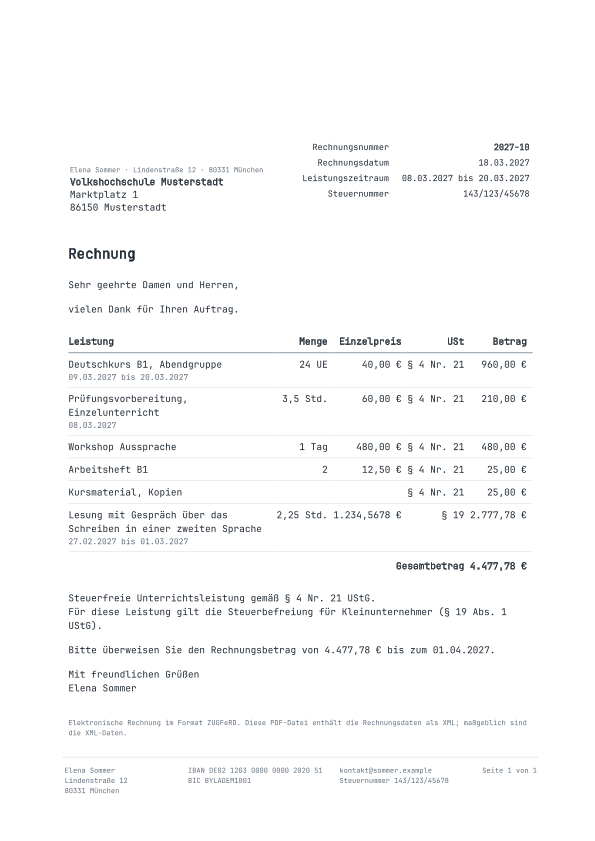 Rechnungsnummer 2027-10
Rechnungsdatum 18.03.2027
Leistungszeitraum 08.03.2027 bis 20.03.2027
Steuernummer 143/123/45678
Elena Sommer · Lindenstraße 12 · 80331 München
Volkshochschule Musterstadt
Marktplatz 1
86150 Musterstadt
Rechnung
Sehr geehrte Damen und Herren,
vielen Dank für Ihren Auftrag.
Leistung Menge Einzelpreis USt Betrag
Deutschkurs B1, Abendgruppe 24 UE 40,00 € § 4 Nr. 21 960,00 €
09.03.2027 bis 20.03.2027
Prüfungsvorbereitung, 3,5 Std. 60,00 € § 4 Nr. 21 210,00 €
Einzelunterricht
08.03.2027
Workshop Aussprache 1 Tag 480,00 € § 4 Nr. 21 480,00 €
Arbeitsheft B1 2 12,50 € § 4 Nr. 21 25,00 €
Kursmaterial, Kopien § 4 Nr. 21 25,00 €
Lesung mit Gespräch über das 2,25 Std. 1.234,5678 € § 19 2.777,78 €
Schreiben in einer zweiten Sprache
27.02.2027 bis 01.03.2027
Gesamtbetrag 4.477,78 €
Steuerfreie Unterrichtsleistung gemäß § 4 Nr. 21 UStG.
Für diese Leistung gilt die Steuerbefreiung für Kleinunternehmer (§ 19 Abs. 1
UStG).
Bitte überweisen Sie den Rechnungsbetrag von 4.477,78 € bis zum 01.04.2027.
Mit freundlichen Grüßen
Elena Sommer
Elektronische Rechnung im Format ZUGFeRD. Diese PDF-Datei enthält die Rechnungsdaten als XML; maßgeblich sind
die XML-Daten.
Elena Sommer IBAN DE02 1203 0000 0000 2020 51 kontakt@sommer.example Seite 1 von 1
Lindenstraße 12 BIC BYLADEM1001 Steuernummer 143/123/45678
80331 München